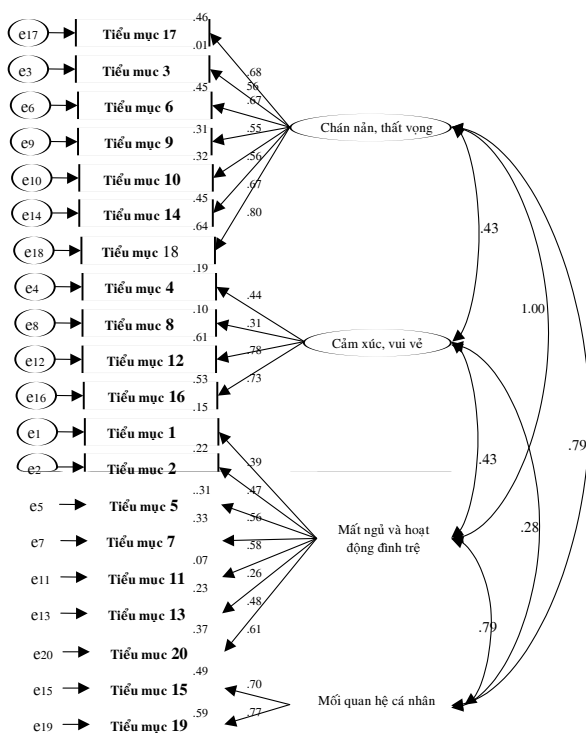 .46
e17 Tiểu mục 17
.01
e3 Tiểu mục 3
.45
e6 Tiểu mục 6
.31
e9 Tiểu mục 9
.32
e10 Tiểu mục 10
.45
e14 Tiểu mục 14
.64
e18 Tiểu mục 18
.19
e4 Tiểu mục 4
.10
e8 Tiểu mục 8
.61
e12 Tiểu mục 12
.53
e16 Tiểu mục 16
.15
e1 Tiểu mục 1
.22
e2 Tiểu mục 2
.31
e5 Tiểu mục 5
.33
e7 Tiểu mục 7
.07
e11 Tiểu mục 11
.23
e13 Tiểu mục 13
.37
e20 Tiểu mục 20
.49
e15 Tiểu mục 15
.59
e19 Tiểu mục 19
.68
.56
.67
.55
.56
.67
.80
.44
.31
.78
.73
.39
.47
.56
.58
.26
.48
.61
.70
.77
Chán nản, thất vọng
Cảm xúc, vui vẻ
Mất ngủ và hoạt
động đình trệ
Mối quan hệ cá nhân
.43
1.00
.79
.43
.28
.79